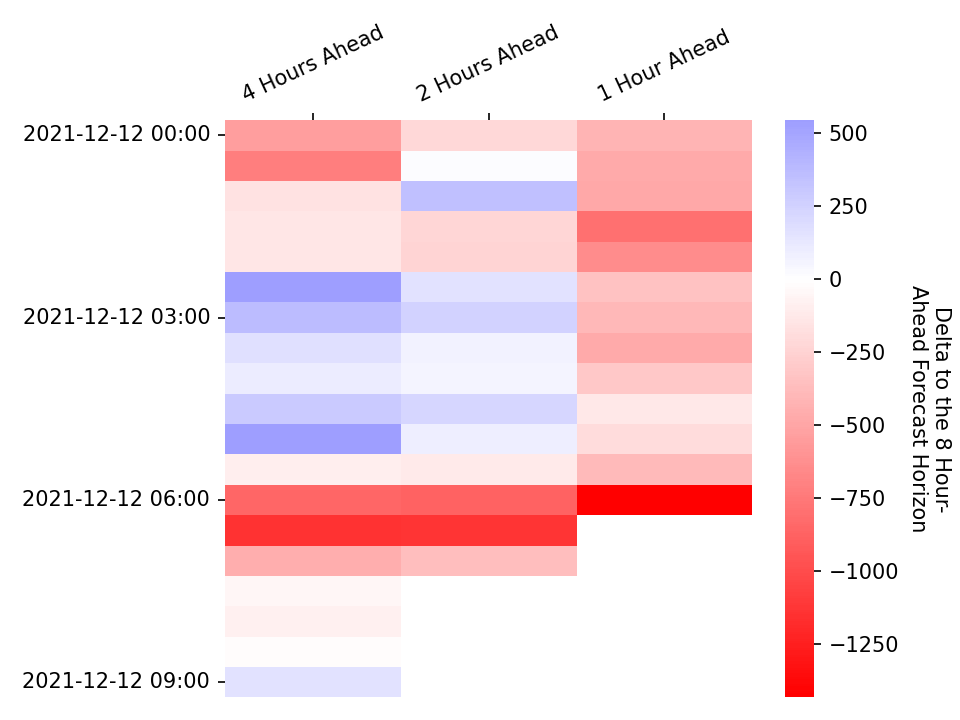 4 Hours Ahead
2 Hours Ahead
1 Hour Ahead
2021-12-12 00:00
2021-12-12 03:00
2021-12-12 06:00
2021-12-12 09:00
500
250
0
−250
−500
−750
−1000
−1250
Delta to the 8 Hour-
Ahead Forecast Horizon